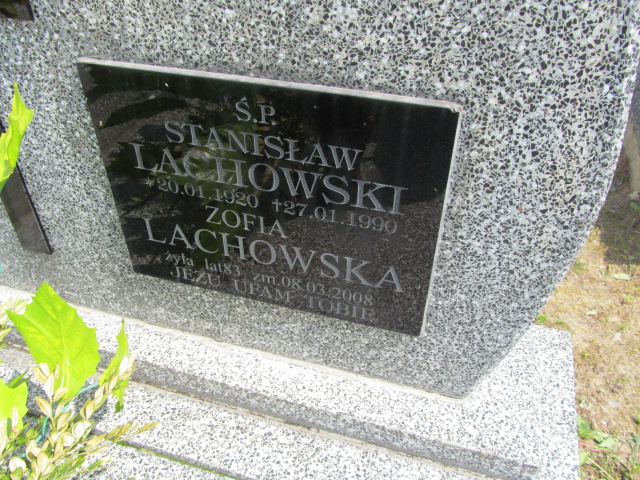 Ś.P.
STANISŁAW
LACHOWSKI
*20.01.1920 †27.01.1990
ZOFIA
LACHOWSKA
żyła lat83 zm.08.03.2008
JEZU UFAM TOBIE